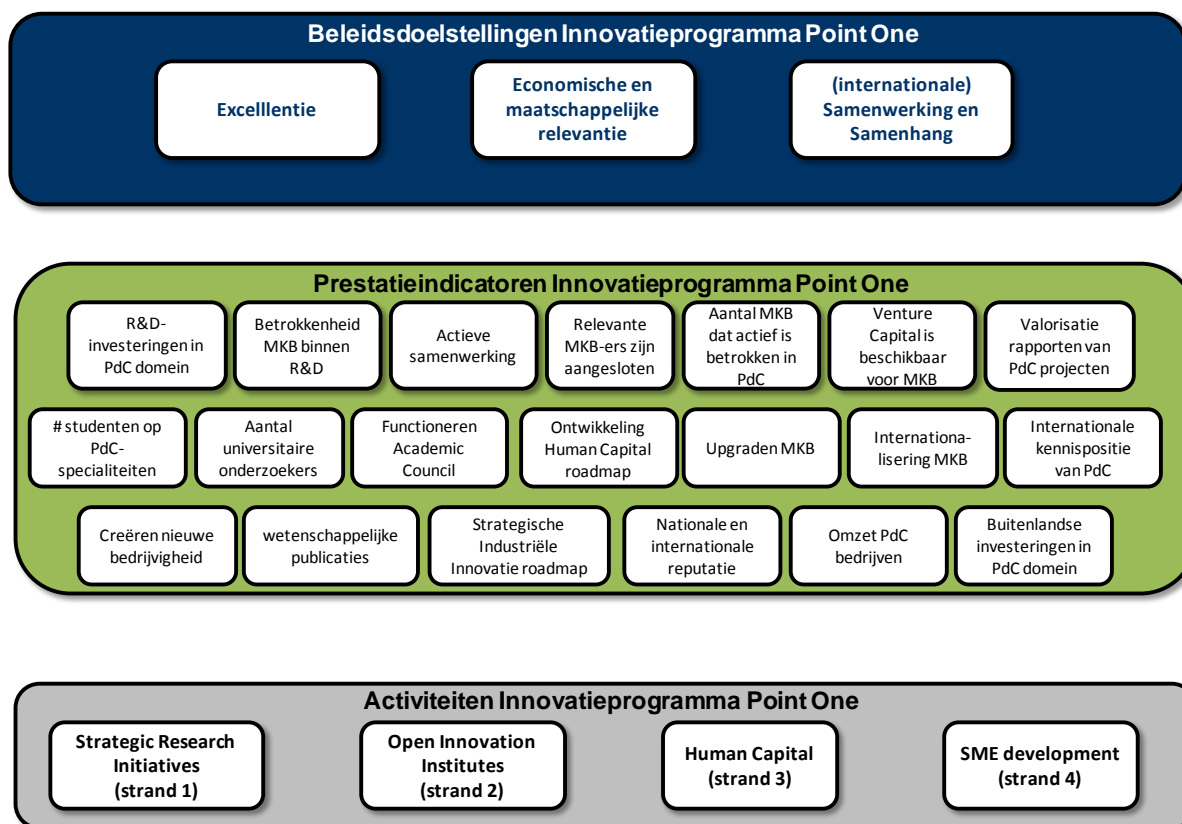 Beleidsdoelstellingen Innovatieprogramma Point One
Excelllentie
Economische en
maatschappelijke
relevantie
(internationale)
Samenwerking en
Samenhang
Prestatieindicatoren Innovatieprogramma Point One
R&D-
investeringen in
PdC domein
Betrokkenheid
MKB binnen
R&D
Actieve
samenwerking
Relevante
MKB-ers zijn
aangesloten
Aantal MKB
dat actief is
betrokken in
PdC
Venture
Capital is
beschikbaar
voor MKB
Valorisatie
rapporten van
PdC projecten
# studenten op
PdC-
specialiteiten
Aantal
universitaire
onderzoekers
Functioneren
Academic
Council
Ontwikkeling
Human Capital
roadmap
Upgraden MKB
Internationa-
lisering MKB
Internationale
kennispositie
van PdC
Creëren nieuwe
bedrijvigheid
wetenschappelijke
publicaties
Strategische
Industriële
Innovatie roadmap
Nationale en
internationale
reputatie
Omzet PdC
bedrijven
Buitenlandse
investeringen in
PdC domein
Activiteiten Innovatieprogramma Point One
Strategic Research
Initiatives
(strand 1)
Open Innovation
Institutes
(strand 2)
Human Capital
(strand 3)
SME development
(strand 4)